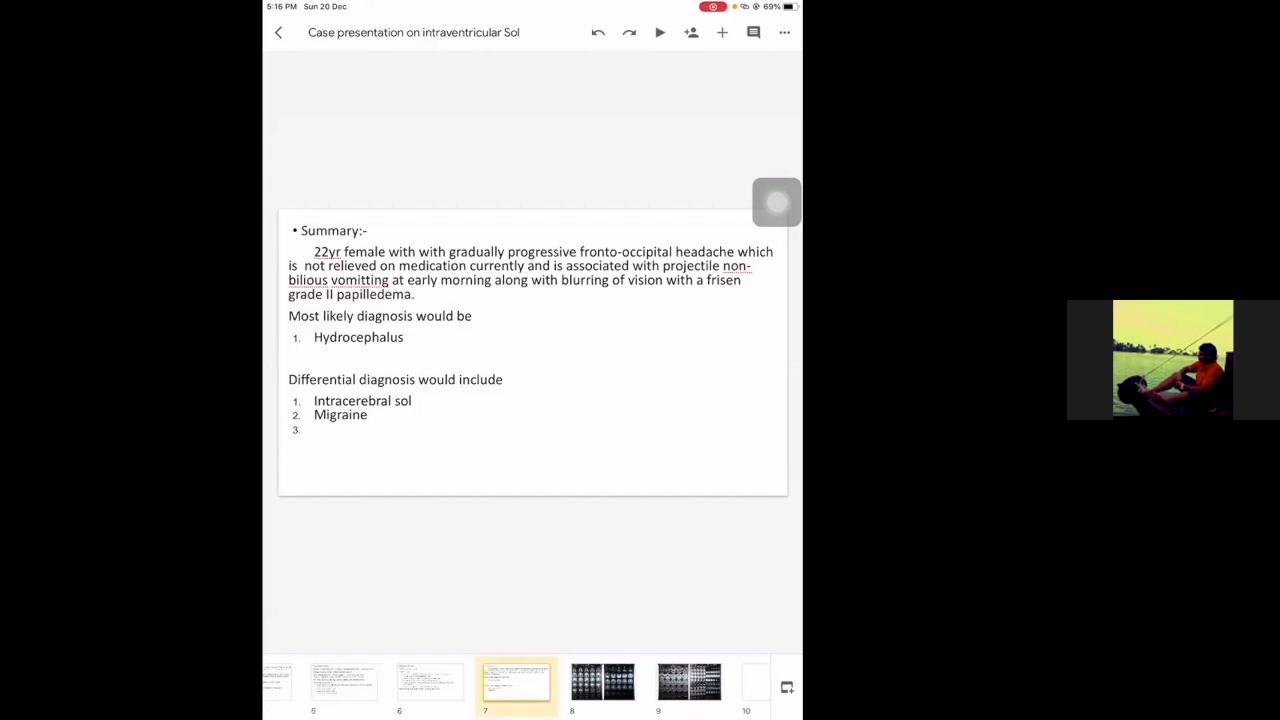 5:16 PM Sun 20 Dec
69%
Case presentation on intraventricular Sol
• Summary:-
22yr female with with gradually progressive fronto-occipital headache which
is not relieved on medication currently and is associated with projectile non-
bilious vomitting at early morning along with blurring of vision with a frisen
grade II papilledema.
Most likely diagnosis would be
1. Hydrocephalus
Differential diagnosis would include
1. Intracerebral sol
2. Migraine
3.
5
6
7
8
9
10